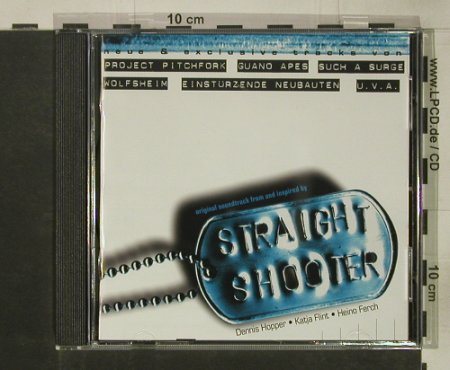 10 cm
neue & exclusive tracks von
PROJECT PITCHFORK GUANO APES SUCH A SURGE
WOLFSHEIM EINSTÜRZENDE NEUBAUTEN U.V.A.
original soundtrack from and inspired by
STRAIGHT
SHOOTER
Dennis Hopper • Katja Flint • Heino Ferch
www.LPCD.de / CD
10 cm